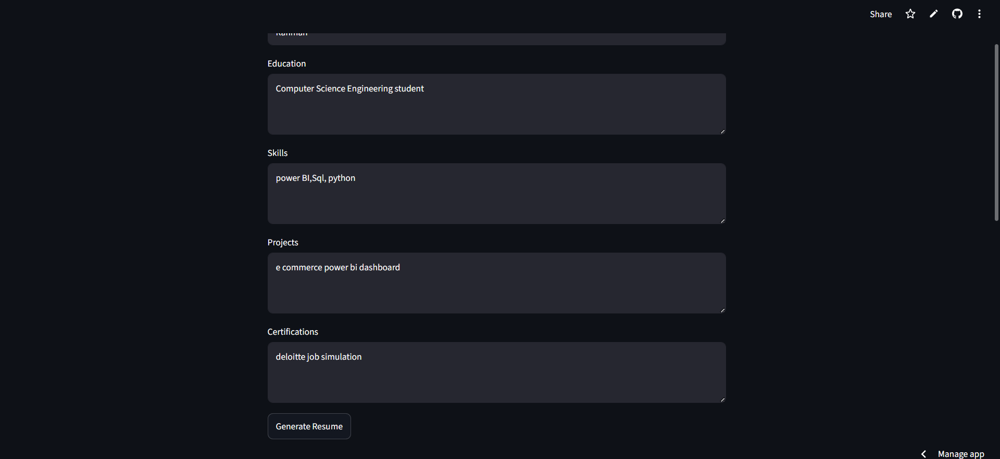 Share
Rahman
Education
Computer Science Engineering student
Skills
power BI,Sql, python
Projects
e commerce power bi dashboard
Certifications
deloitte job simulation
Generate Resume
Manage app